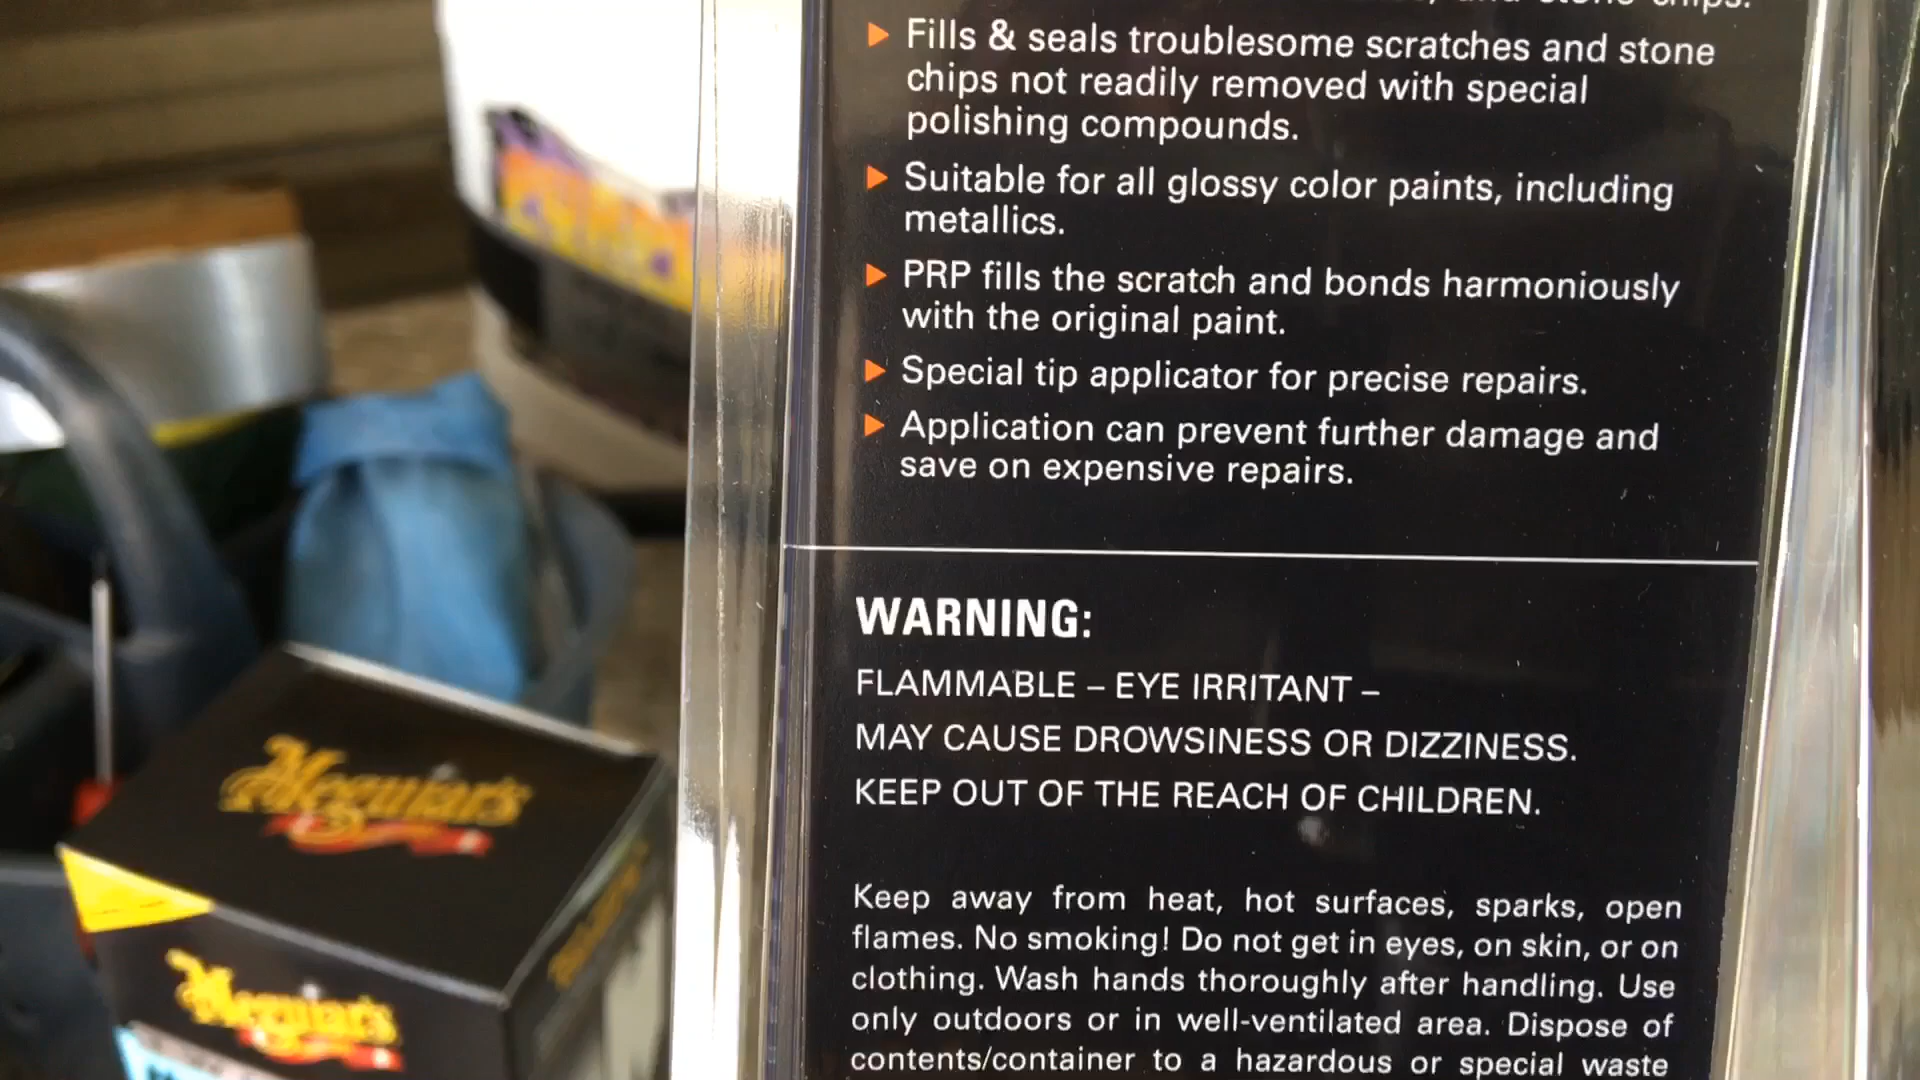 stone chips.
Fills & seals troublesome scratches and stone
chips not readily removed with special
polishing compounds.
Suitable for all glossy color paints, including
metallics.
PRP fills the scratch and bonds harmoniously
with the original paint.
Special tip applicator for precise repairs.
Application can prevent further damage and
save on expensive repairs.
WARNING:
FLAMMABLE – EYE IRRITANT –
MAY CAUSE DROWSINESS OR DIZZINESS.
KEEP OUT OF THE REACH OF CHILDREN.
Keep away from heat, hot surfaces, sparks, open
flames. No smoking! Do not get in eyes, on skin, or on
clothing. Wash hands thoroughly after handling. Use
only outdoors or in well-ventilated area. Dispose of
contents/container to a hazardous or special waste
Meguiar's
Meguiar's